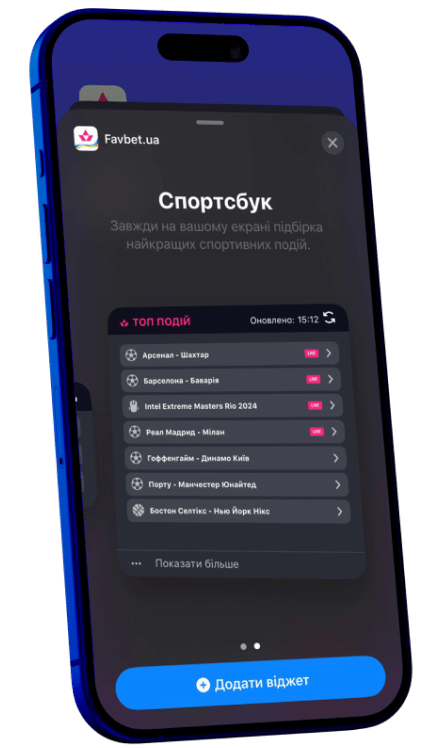 Favbet.ua
Спортсбук
Завжди на вашому екрані підбірка
найкращих спортивних подій.
ТОП ПОДІЙ
Оновлено: 15:12
Арсенал - Шахтар LIVE
Барселона - Баварія LIVE
Intel Extreme Masters Rio 2024 LIVE
Реал Мадрид - Мілан LIVE
Гоффенгайм - Динамо Київ
Порту - Манчестер Юнайтед
Бостон Селтікс - Нью Йорк Нікс
Показати більше
Додати віджет